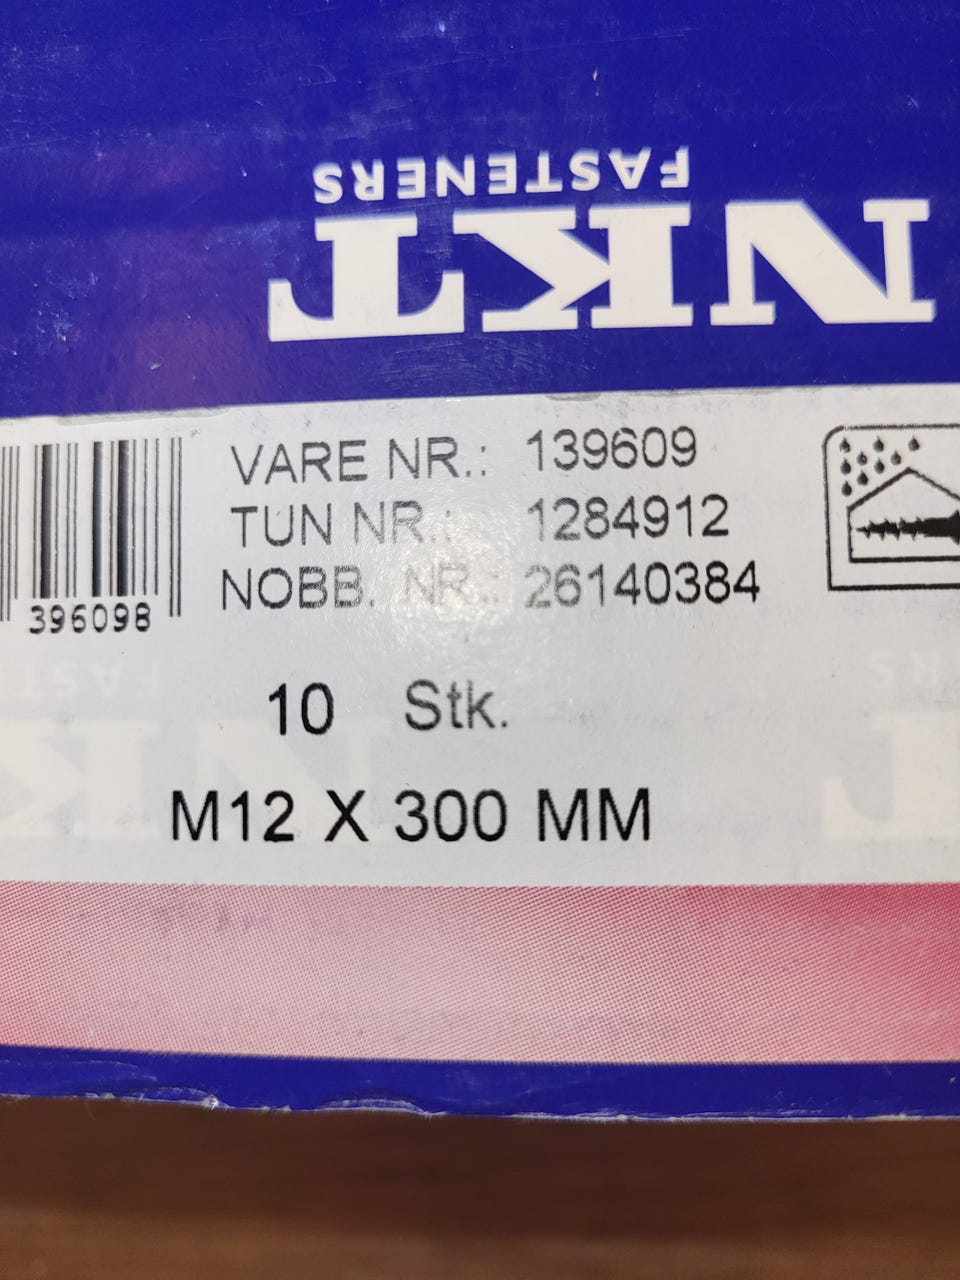 NKT
FASTENERS
VARE NR.: 139609
TUN NR.: 1284912
NOBB. NR.: 26140384
396098
10 Stk.
M12 X 300 MM